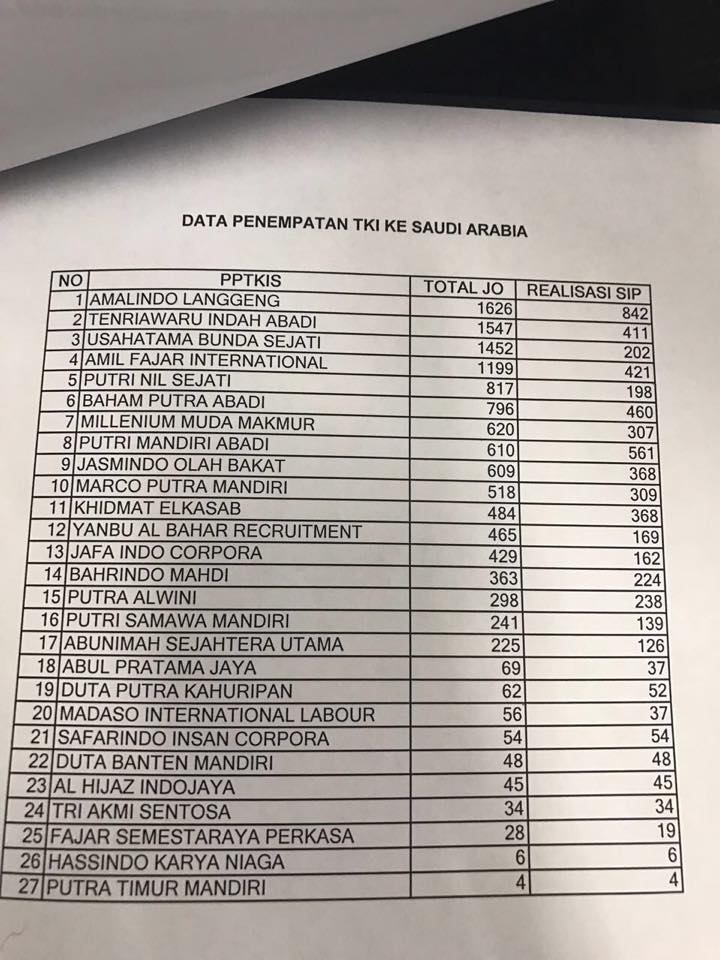 DATA PENEMPATAN TKI KE SAUDI ARABIA
NO PPTKIS TOTAL JO REALISASI SIP
1 AMALINDO LANGGENG 1626 842
2 TENRIAWARU INDAH ABADI 1547 411
3 USAHATAMA BUNDA SEJATI 1452 202
4 AMIL FAJAR INTERNATIONAL 1199 421
5 PUTRI NIL SEJATI 817 198
6 BAHAM PUTRA ABADI 796 460
7 MILLENIUM MUDA MAKMUR 620 307
8 PUTRI MANDIRI ABADI 610 561
9 JASMINDO OLAH BAKAT 609 368
10 MARCO PUTRA MANDIRI 518 309
11 KHIDMAT ELKASAB 484 368
12 YANBU AL BAHAR RECRUITMENT 465 169
13 JAFA INDO CORPORA 429 162
14 BAHRINDO MAHDI 363 224
15 PUTRA ALWINI 298 238
16 PUTRI SAMAWA MANDIRI 241 139
17 ABUNIMAH SEJAHTERA UTAMA 225 126
18 ABUL PRATAMA JAYA 69 37
19 DUTA PUTRA KAHURIPAN 62 52
20 MADASO INTERNATIONAL LABOUR 56 37
21 SAFARINDO INSAN CORPORA 54 54
22 DUTA BANTEN MANDIRI 48 48
23 AL HIJAZ INDOJAYA 45 45
24 TRI AKMI SENTOSA 34 34
25 FAJAR SEMESTARAYA PERKASA 28 19
26 HASSINDO KARYA NIAGA 6 6
27 PUTRA TIMUR MANDIRI 4 4